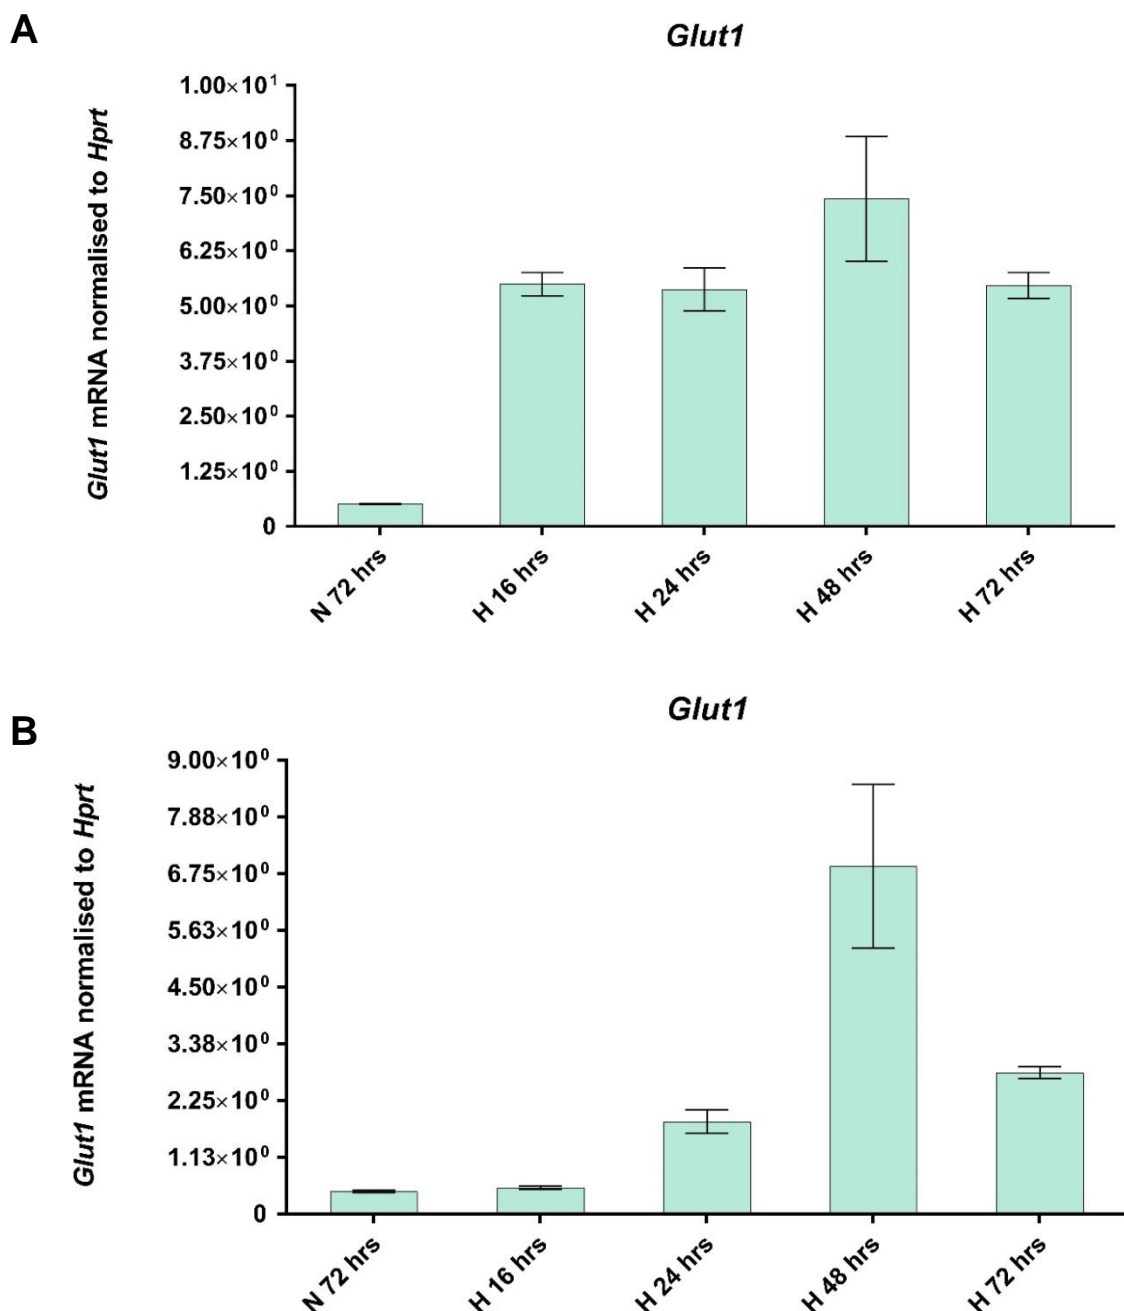 A
Glut1
Glut1 mRNA normalised to Hprt
1.00×10¹
8.75×10⁰
7.50×10⁰
6.25×10⁰
5.00×10⁰
3.75×10⁰
2.50×10⁰
1.25×10⁰
0
N 72 hrs
H 16 hrs
H 24 hrs
H 48 hrs
H 72 hrs
B
Glut1
Glut1 mRNA normalised to Hprt
9.00×10⁰
7.88×10⁰
6.75×10⁰
5.63×10⁰
4.50×10⁰
3.38×10⁰
2.25×10⁰
1.13×10⁰
0
N 72 hrs
H 16 hrs
H 24 hrs
H 48 hrs
H 72 hrs